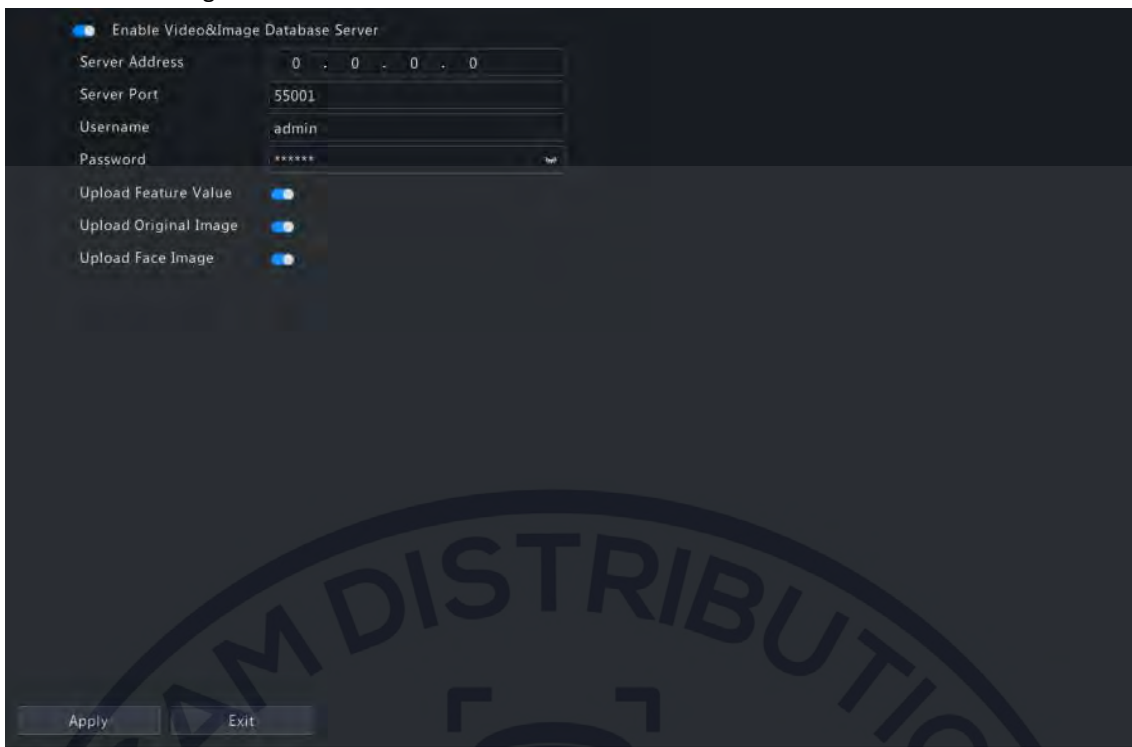 Enable Video&Image Database Server
Server Address 0 . 0 . 0 . 0
Server Port 55001
Username admin
Password ******
Upload Feature Value
Upload Original Image
Upload Face Image
DISTRIBUTIO
Apply Exit